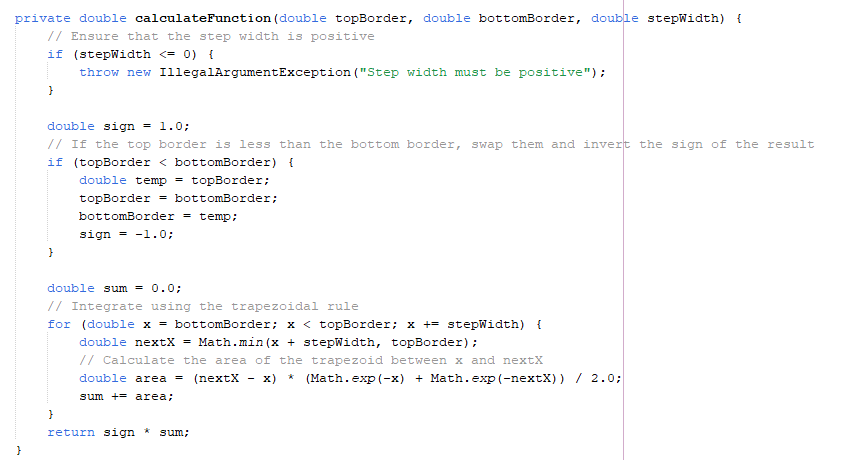 private double calculateFunction(double topBorder, double bottomBorder, double stepWidth) {
    // Ensure that the step width is positive
    if (stepWidth <= 0) {
        throw new IllegalArgumentException("Step width must be positive");
    }

    double sign = 1.0;
    // If the top border is less than the bottom border, swap them and invert the sign of the result
    if (topBorder < bottomBorder) {
        double temp = topBorder;
        topBorder = bottomBorder;
        bottomBorder = temp;
        sign = -1.0;
    }

    double sum = 0.0;
    // Integrate using the trapezoidal rule
    for (double x = bottomBorder; x < topBorder; x += stepWidth) {
        double nextX = Math.min(x + stepWidth, topBorder);
        // Calculate the area of the trapezoid between x and nextX
        double area = (nextX - x) * (Math.exp(-x) + Math.exp(-nextX)) / 2.0;
        sum += area;
    }
    return sign * sum;
}